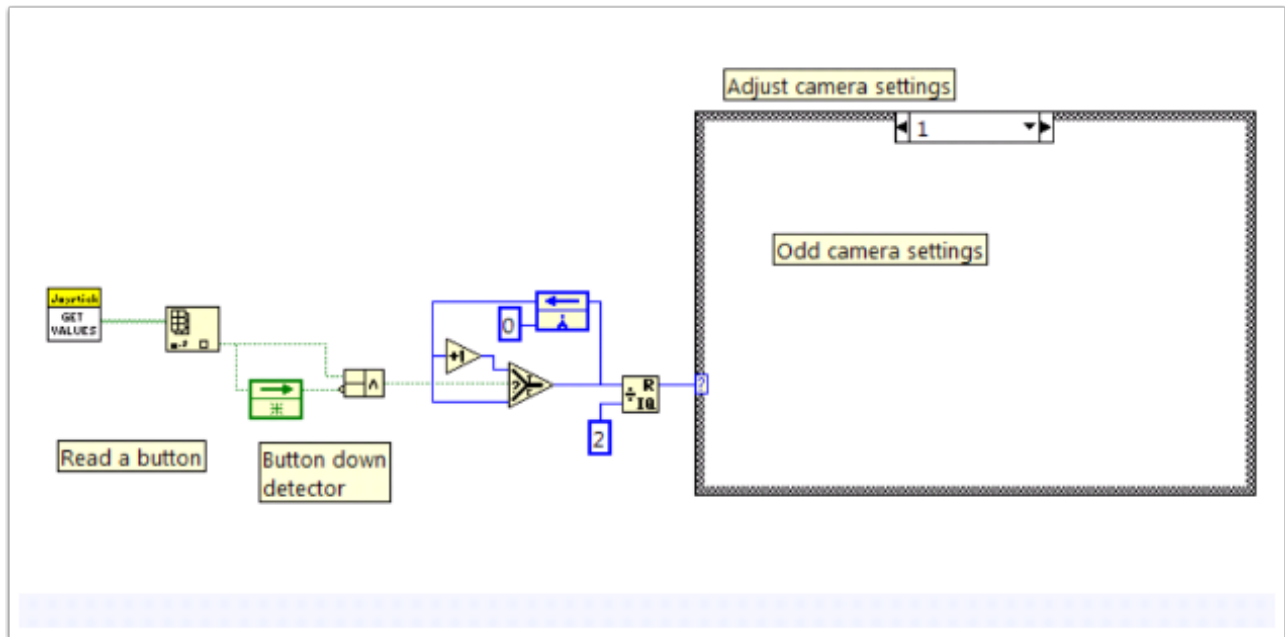 Adjust camera settings
1
Odd camera settings
Joystick
GET
VALUES
0
+1
?
R
÷IQ
?
2
Read a button
Button down
detector